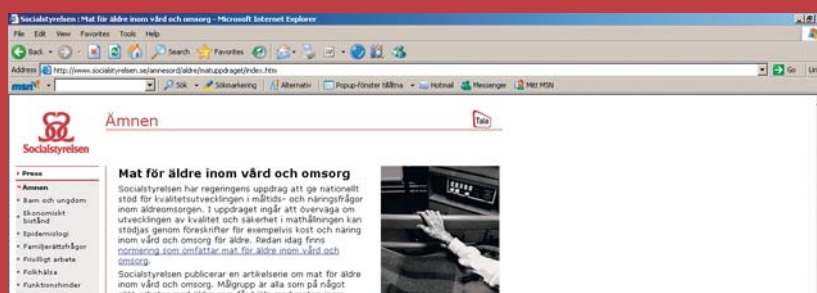 Socialstyrelsen : Mat för äldre inom vård och omsorg - Microsoft Internet Explorer
File Edit View Favorites Tools Help
Back Search Favorites
Address http://www.socialstyrelsen.se/amnesord/aldre/matuppdraget/index.htm Go Lin
msn Sök Sökmarkering Alternativ Popup-fönster tillåtna Hotmail Messenger Mitt MSN
Socialstyrelsen
Ämnen
Tala
Press
Ämnen
Barn och ungdom
Ekonomiskt
bistånd
Epidemiologi
Familjerättsfrågor
Frivilligt arbete
Folkhälsa
Funktionshinder
Mat för äldre inom vård och omsorg
Socialstyrelsen har regeringens uppdrag att ge nationellt
stöd för kvalitetsutvecklingen i måltids- och näringsfrågor
inom äldreomsorgen. I uppdraget ingår att överväga om
utvecklingen av kvalitet och säkerhet i mathållningen kan
stödjas genom föreskrifter för exempelvis kost och näring
inom vård och omsorg för äldre. Redan idag finns
normering som omfattar mat för äldre inom vård och
omsorg.
Socialstyrelsen publicerar en artikelserie om mat för äldre
inom vård och omsorg. Målgrupp är alla som på något